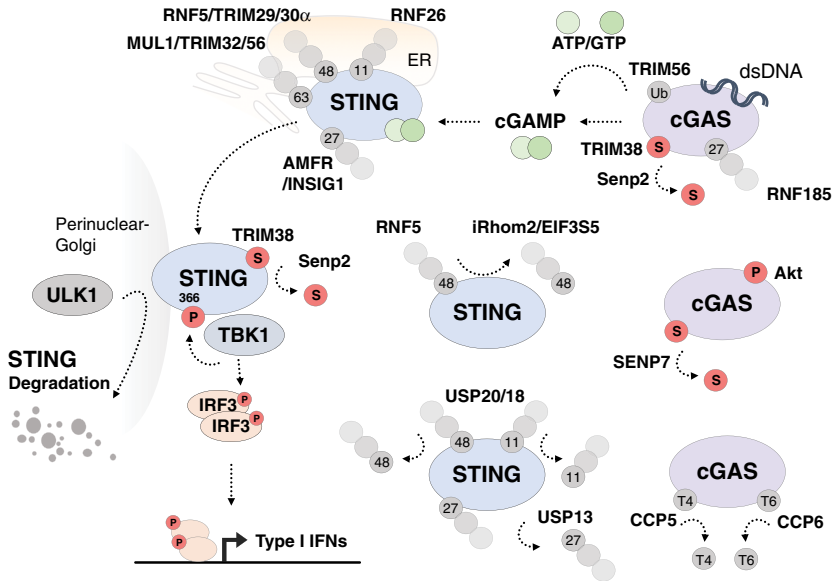 RNF5/TRIM29/30α
RNF26
MUL1/TRIM32/56
ER
48
11
63
STING
27
AMFR
/INSIG1
ATP/GTP
cGAMP
TRIM56
dsDNA
Ub
cGAS
TRIM38
S
27
Senp2
S
RNF185
Perinuclear-
Golgi
ULK1
STING
Degradation
TRIM38
S
STING
Senp2
S
366
P
TBK1
IRF3
P
IRF3
P
P
P
Type I IFNs
RNF5
iRhom2/EIF3S5
48
48
STING
P
Akt
cGAS
S
SENP7
S
USP20/18
48
11
48
11
STING
27
USP13
27
cGAS
T4
T6
CCP5
CCP6
T4
T6